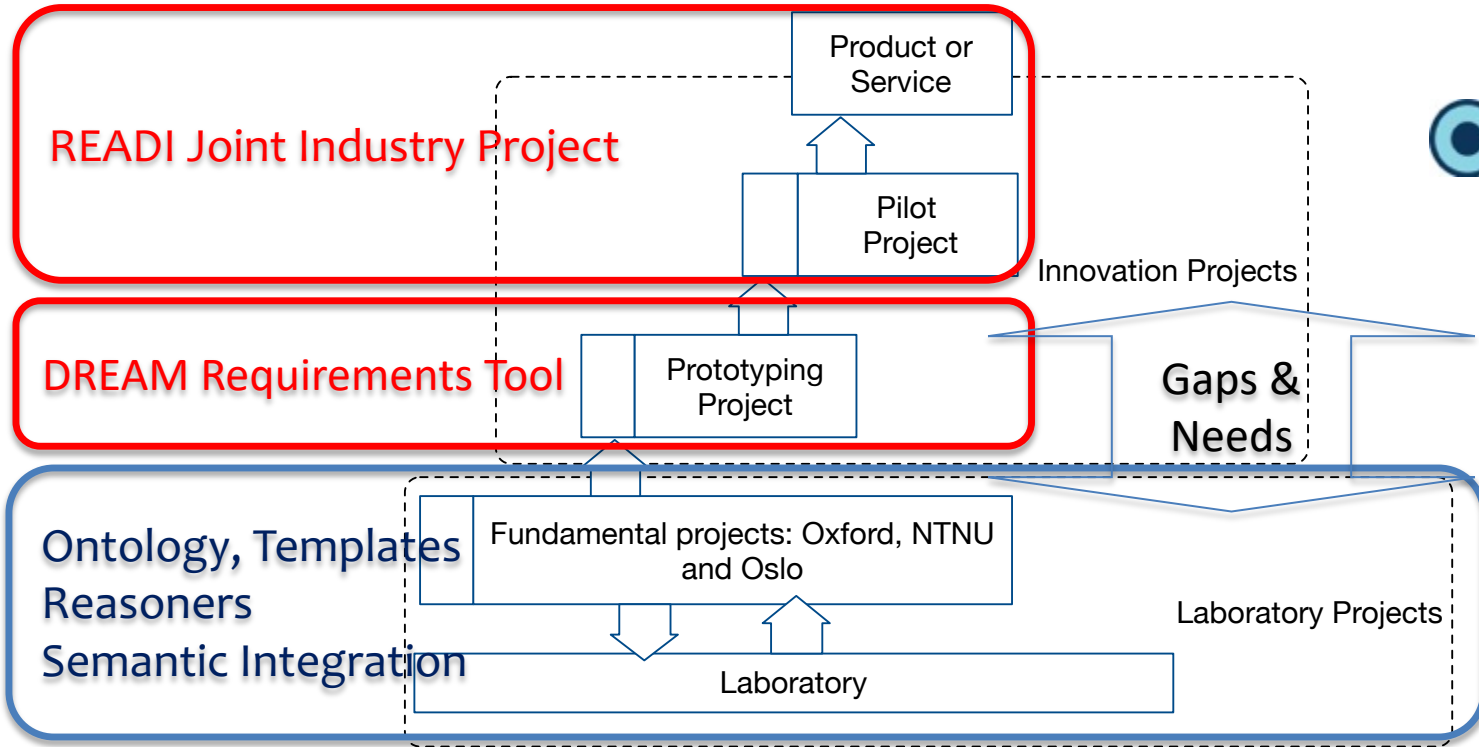 Product or
Service
READI Joint Industry Project
Pilot
Project
Innovation Projects
DREAM Requirements Tool
Prototyping
Project
Gaps &
Needs
Ontology, Templates
Reasoners
Semantic Integration
Fundamental projects: Oxford, NTNU
and Oslo
Laboratory Projects
Laboratory